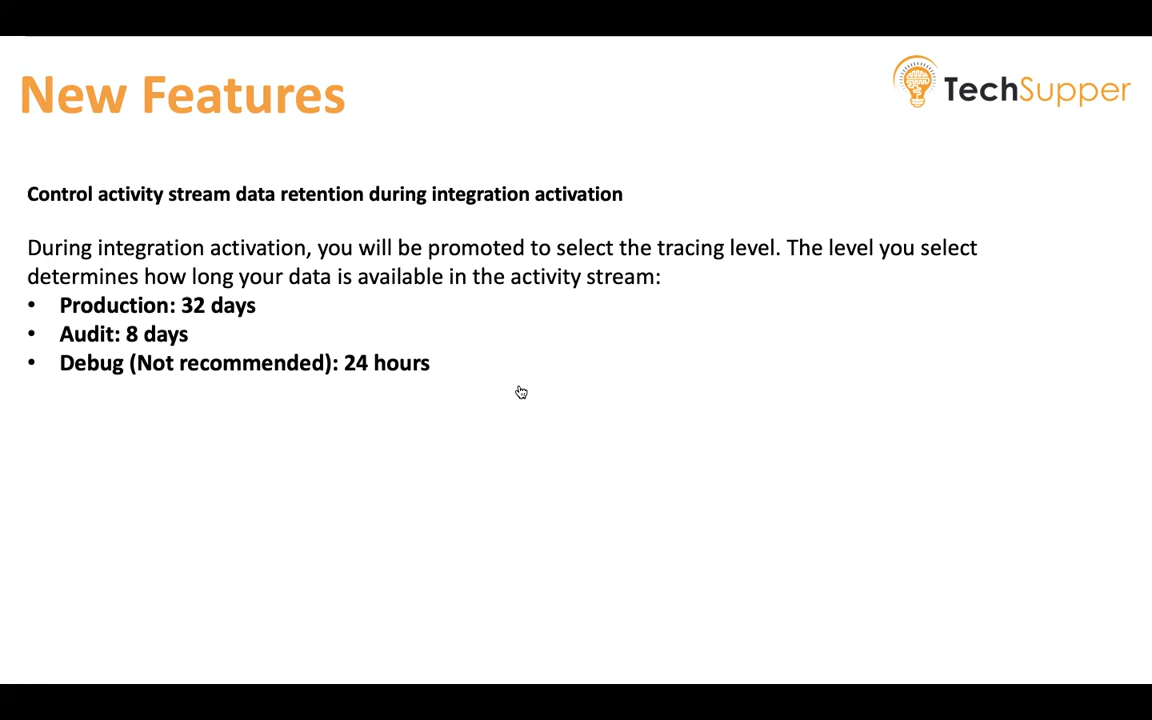 New Features
TechSupper
Control activity stream data retention during integration activation
During integration activation, you will be promoted to select the tracing level. The level you select
determines how long your data is available in the activity stream:
• Production: 32 days
• Audit: 8 days
• Debug (Not recommended): 24 hours